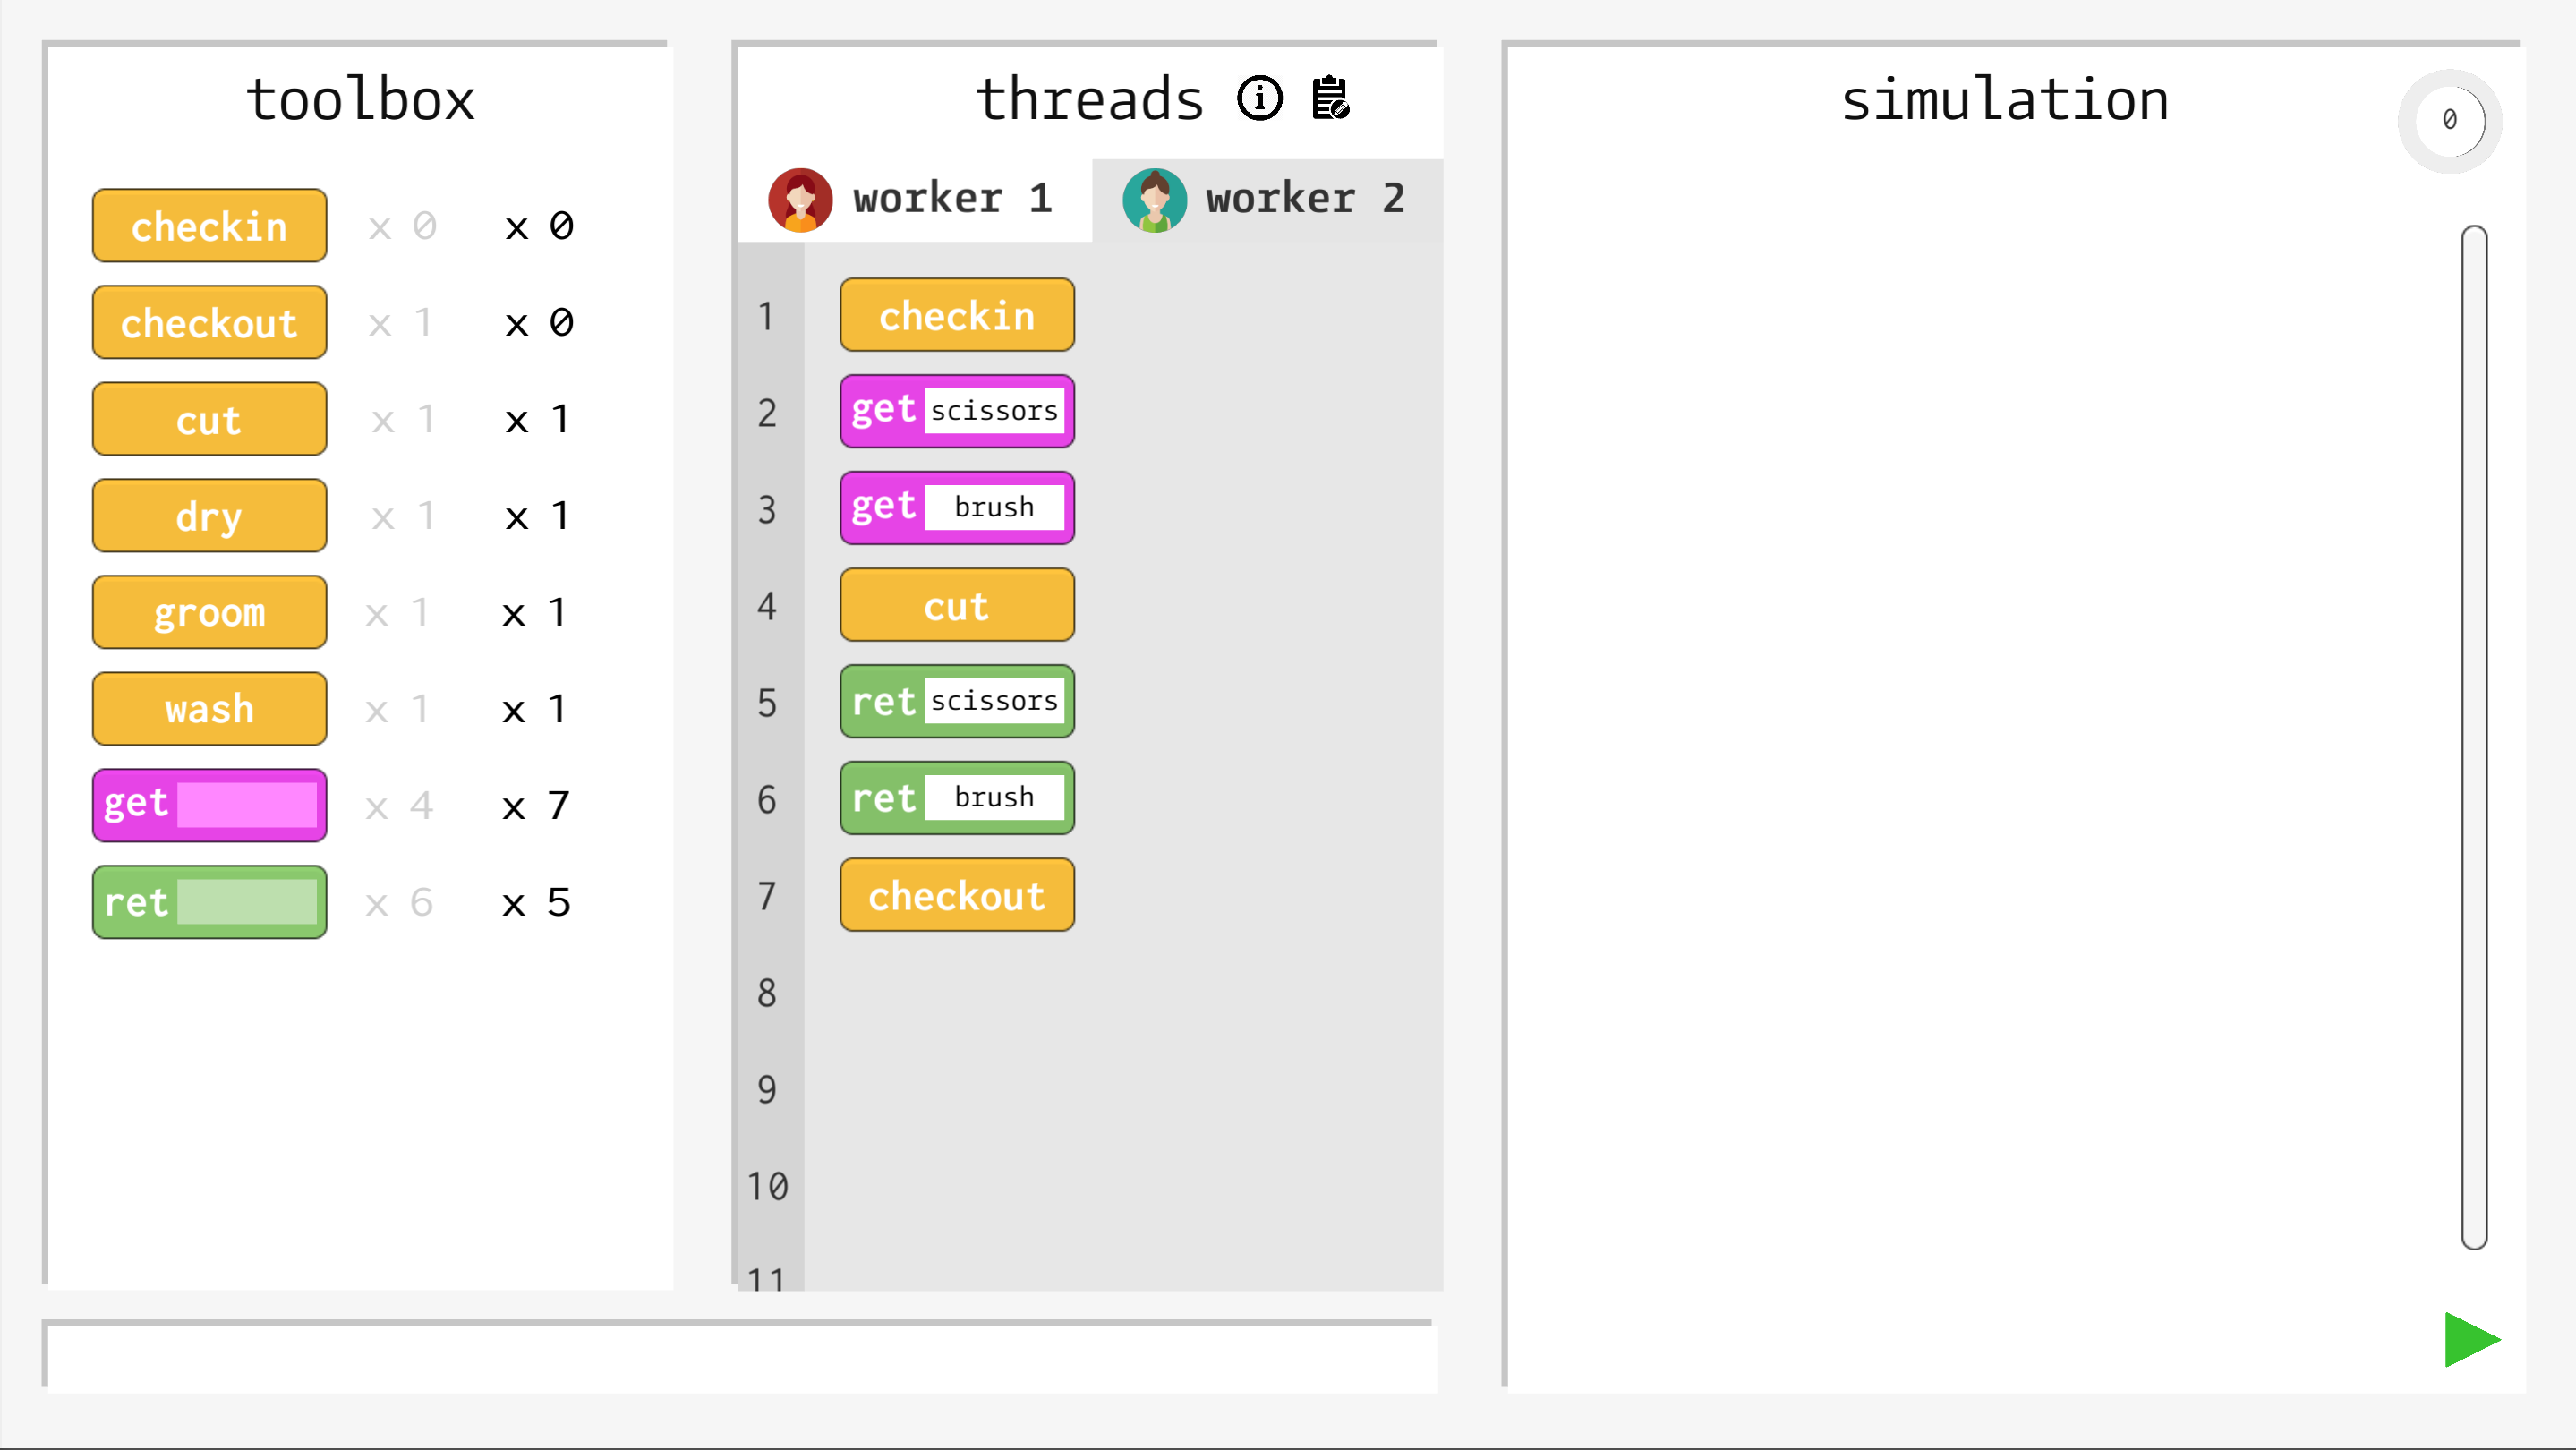 toolbox
checkin x 0 x 0
checkout x 1 x 0
cut x 1 x 1
dry x 1 x 1
groom x 1 x 1
wash x 1 x 1
get x 4 x 7
ret x 6 x 5
threads i
worker 1 worker 2
1 checkin
2 get scissors
3 get brush
4 cut
5 ret scissors
6 ret brush
7 checkout
8
9
10
11
simulation
0